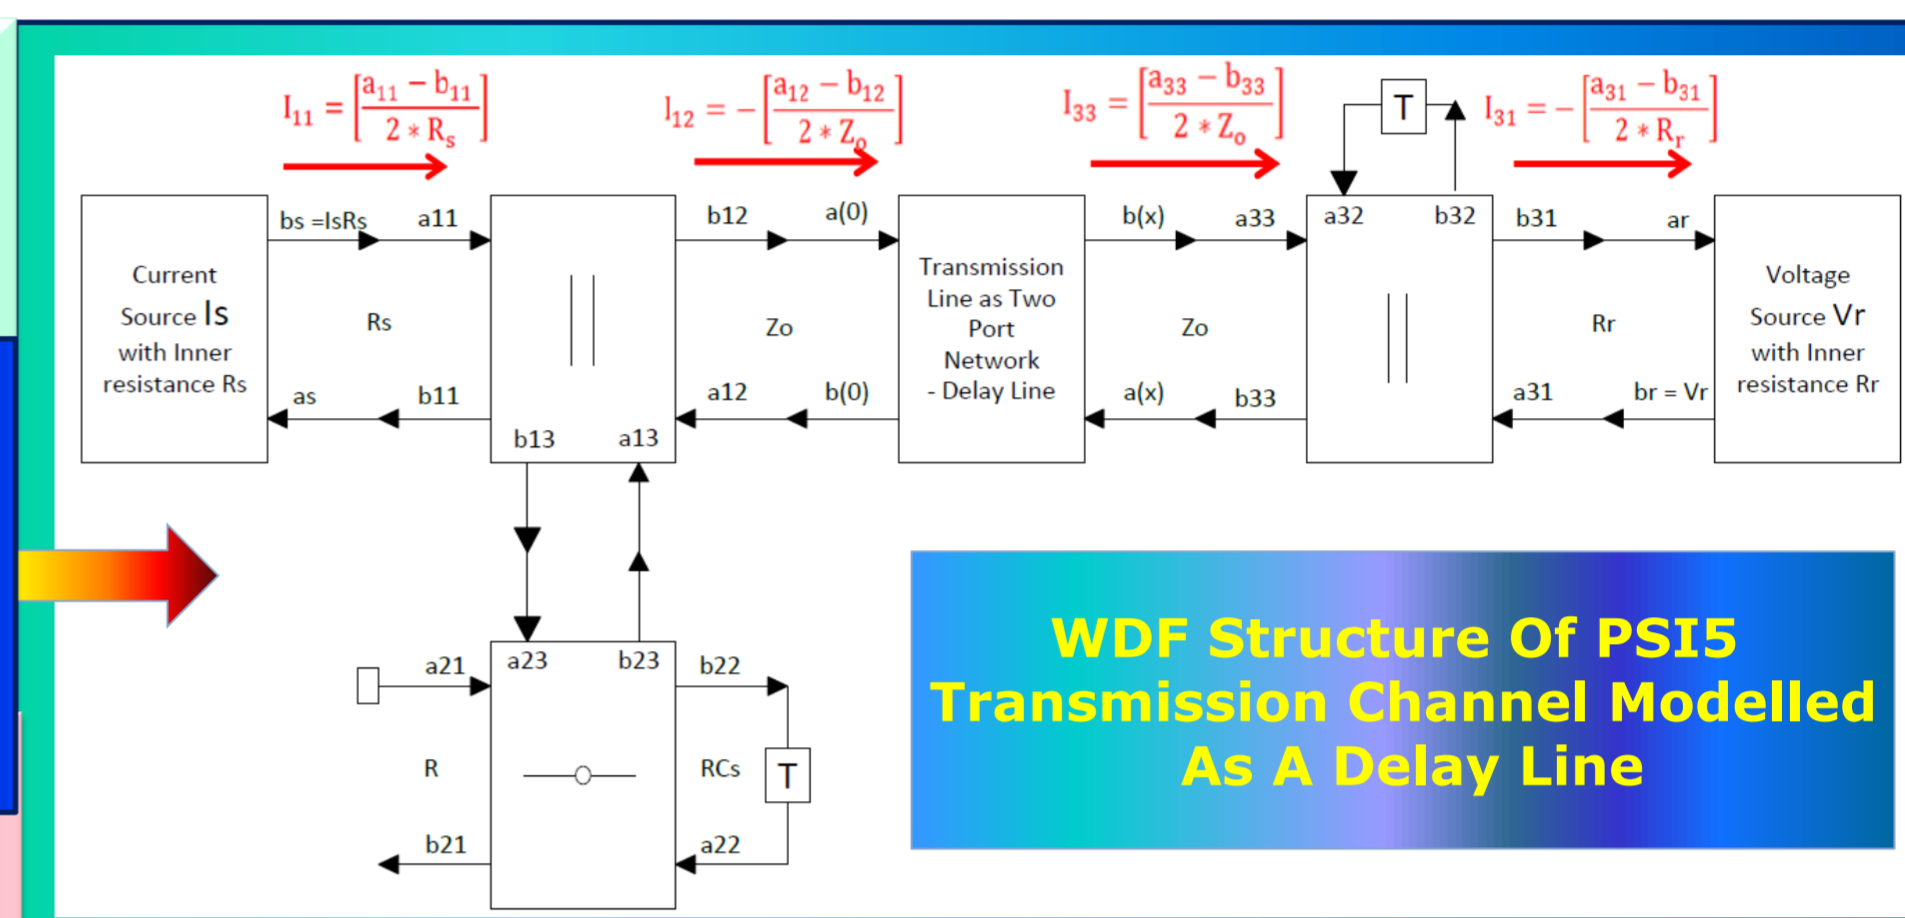 I₁₁ = [a₁₁ − b₁₁ / 2 * Rₛ]
I₁₂ = −[a₁₂ − b₁₂ / 2 * Zₒ]
I₃₃ = [a₃₃ − b₃₃ / 2 * Zₒ]
T
I₃₁ = −[a₃₁ − b₃₁ / 2 * Rᵣ]
Current
Source Is
with Inner
resistance Rs
bs =IsRs
a11
Rs
as
b11
b13
a13
b12
a(0)
Zo
a12
b(0)
Transmission
Line as Two
Port
Network
- Delay Line
b(x)
a33
Zo
a(x)
b33
a32
b32
b31
ar
Rr
a31
br = Vr
Voltage
Source Vr
with Inner
resistance Rr
a21
a23
b23
b22
R
RCs
T
b21
a22
WDF Structure Of PSI5
Transmission Channel Modelled
As A Delay Line